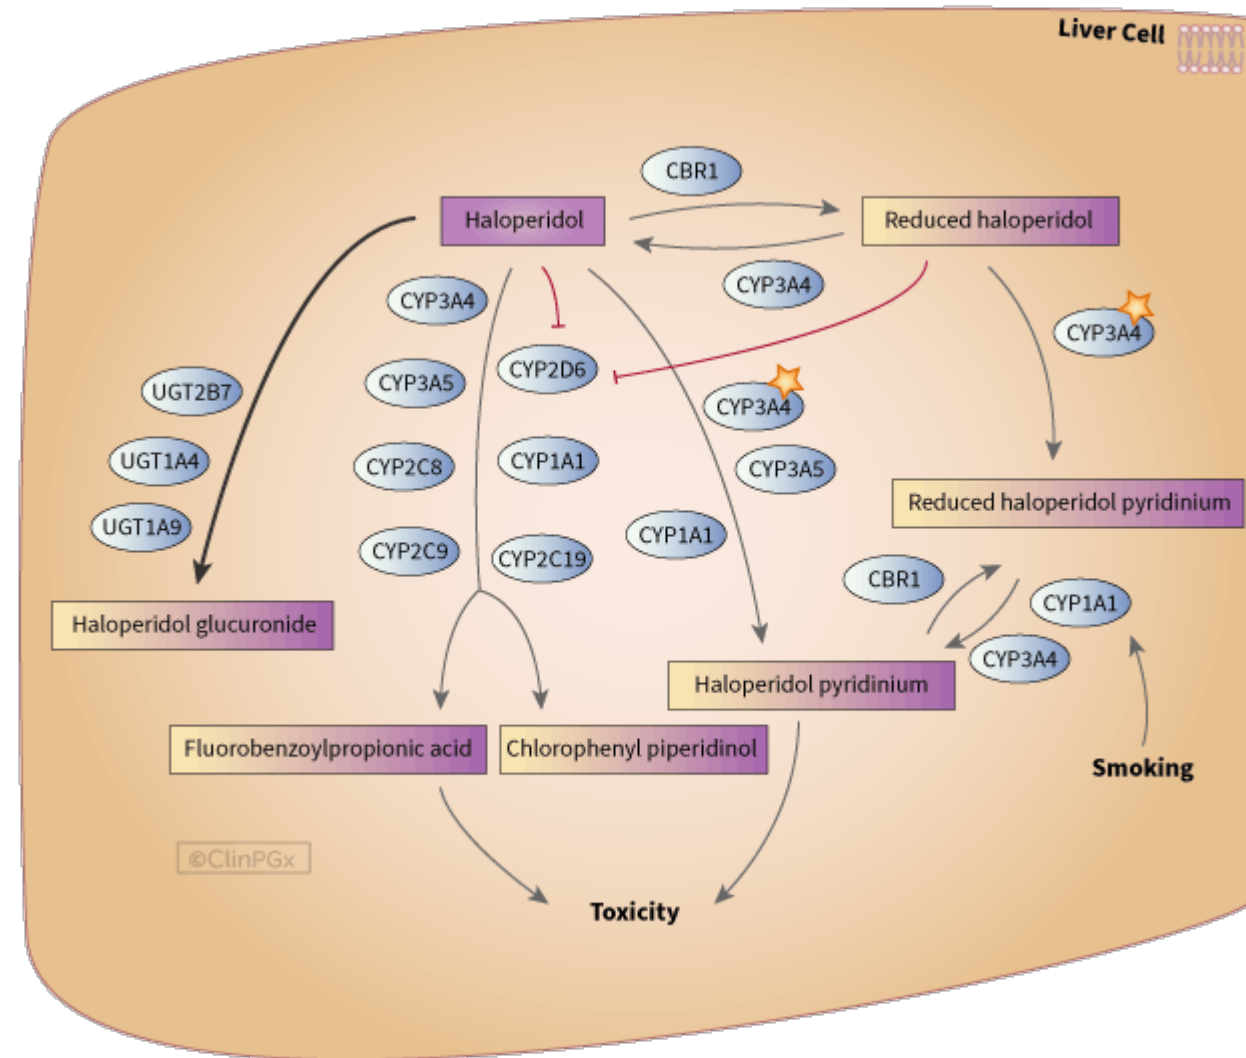 Liver Cell
CBR1
Haloperidol
Reduced haloperidol
CYP3A4
CYP3A4
CYP3A4
CYP2D6
UGT2B7
CYP3A5
CYP3A4
UGT1A4
CYP2C8
CYP1A1
CYP3A5
Reduced haloperidol pyridinium
UGT1A9
CYP2C9
CYP2C19
CYP1A1
CBR1
CYP1A1
Haloperidol glucuronide
CYP3A4
Haloperidol pyridinium
Fluorobenzoylpropionic acid
Chlorophenyl piperidinol
Smoking
©ClinPGx
Toxicity